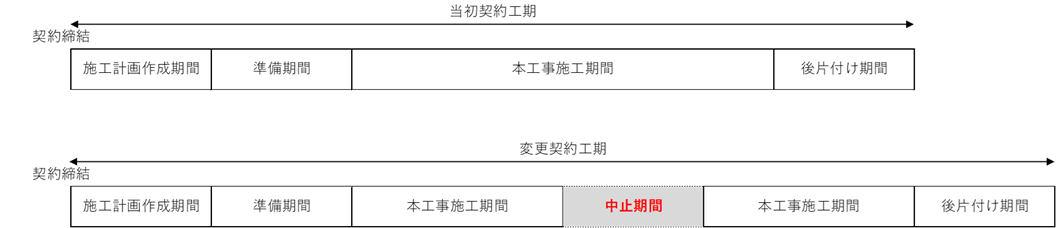 当初契約工期
契約締結
施工計画作成期間 準備期間 本工事施工期間 後片付け期間
変更契約工期
契約締結
施工計画作成期間 準備期間 本工事施工期間 中止期間 本工事施工期間 後片付け期間